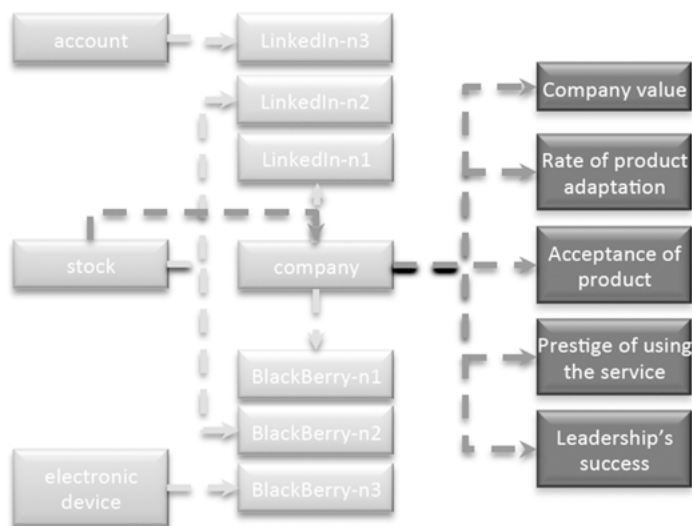 account
LinkedIn-n3
LinkedIn-n2
LinkedIn-n1
stock
company
BlackBerry-n1
BlackBerry-n2
electronic
device
BlackBerry-n3
Company value
Rate of product
adaptation
Acceptance of
product
Prestige of using
the service
Leadership's
success